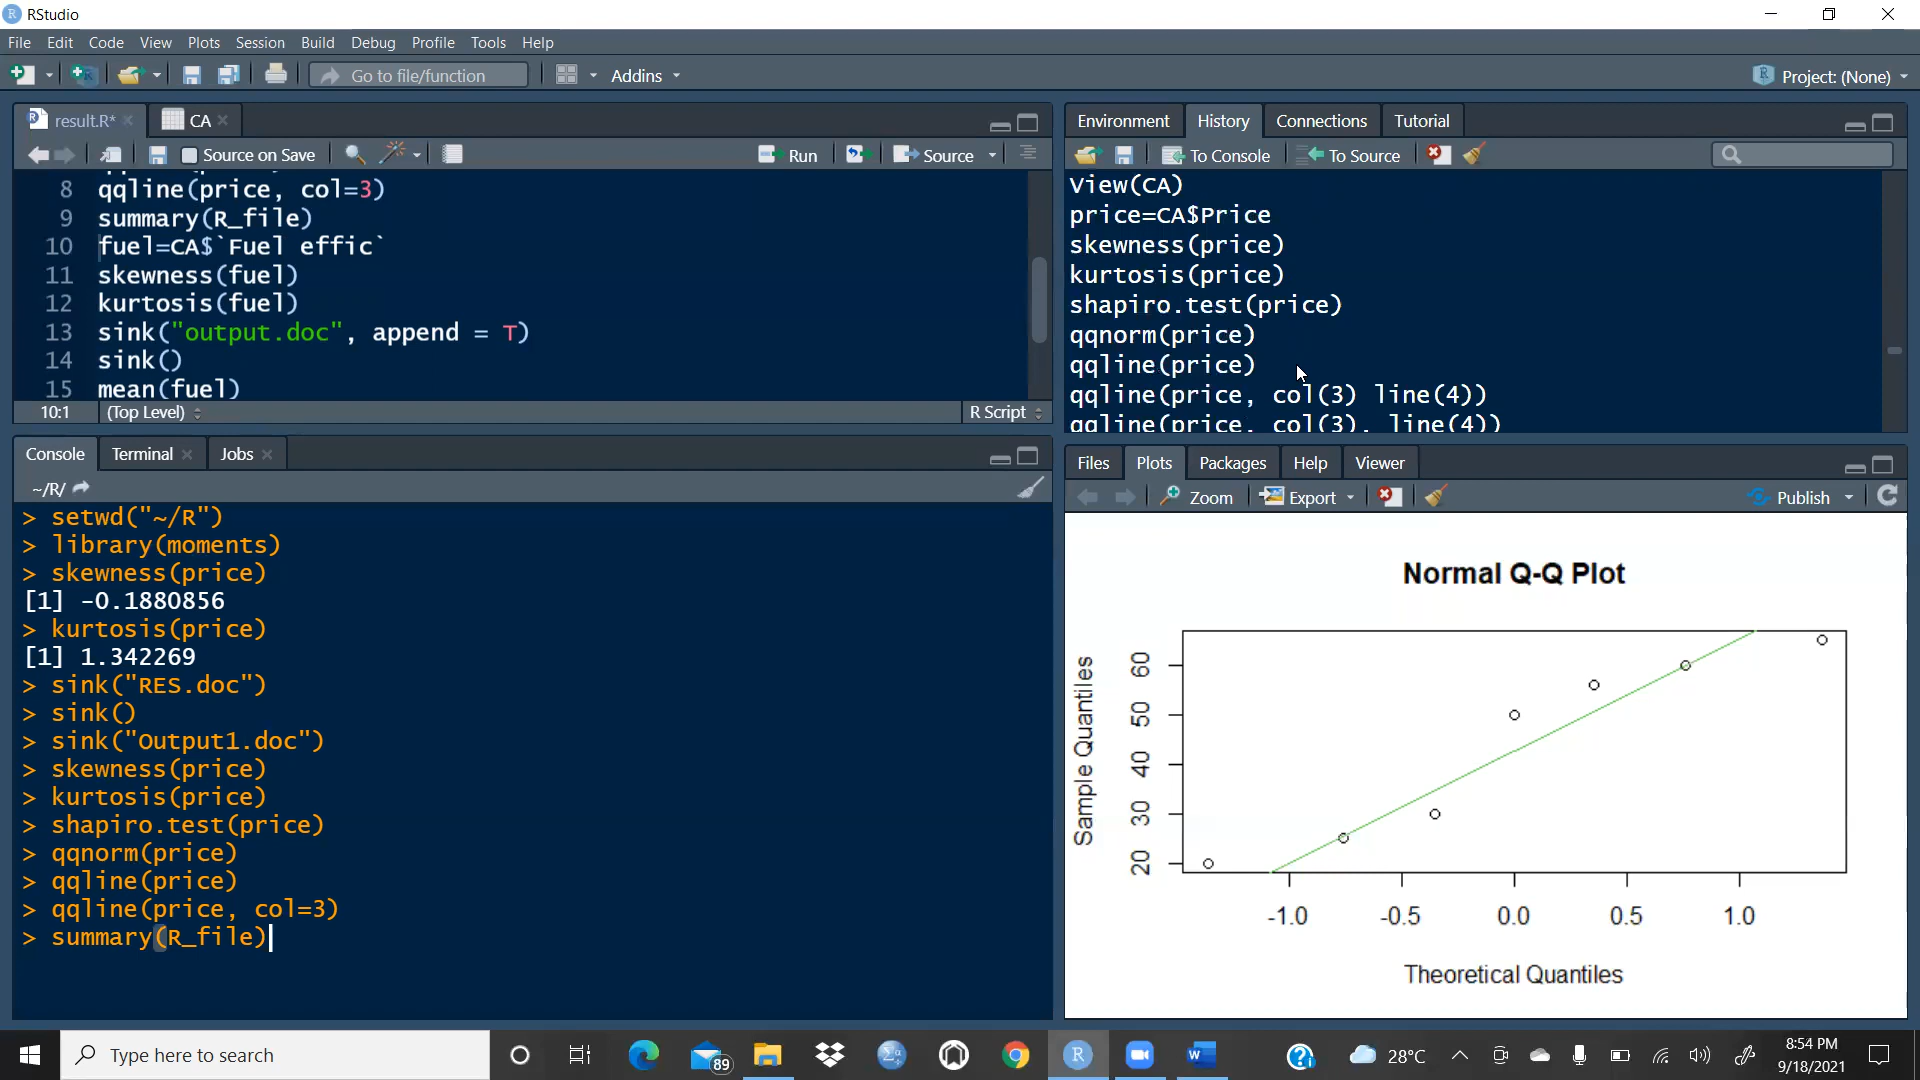 RStudio
File Edit Code View Plots Session Build Debug Profile Tools Help
Go to file/function Addins Project: (None)
result.R* CA
Source on Save Run Source
8 qqline(price, col=3)
9 summary(R_file)
10 fuel=CA$`Fuel effic`
11 skewness(fuel)
12 kurtosis(fuel)
13 sink("output.doc", append = T)
14 sink()
15 mean(fuel)
10:1 (Top Level) R Script
Console Terminal Jobs
~/R/
> setwd("~/R")
> library(moments)
> skewness(price)
[1] -0.1880856
> kurtosis(price)
[1] 1.342269
> sink("RES.doc")
> sink()
> sink("Output1.doc")
> skewness(price)
> kurtosis(price)
> shapiro.test(price)
> qqnorm(price)
> qqline(price)
> qqline(price, col=3)
> summary(R_file)
Environment History Connections Tutorial
To Console To Source
View(CA)
price=CA$Price
skewness(price)
kurtosis(price)
shapiro.test(price)
qqnorm(price)
qqline(price)
qqline(price, col(3) line(4))
qqline(price, col(3), line(4))
Files Plots Packages Help Viewer
Zoom Export Publish
Normal Q-Q Plot
Sample Quantiles
60
50
40
30
20
-1.0 -0.5 0.0 0.5 1.0
Theoretical Quantiles
Type here to search
89
28°C
8:54 PM
9/18/2021